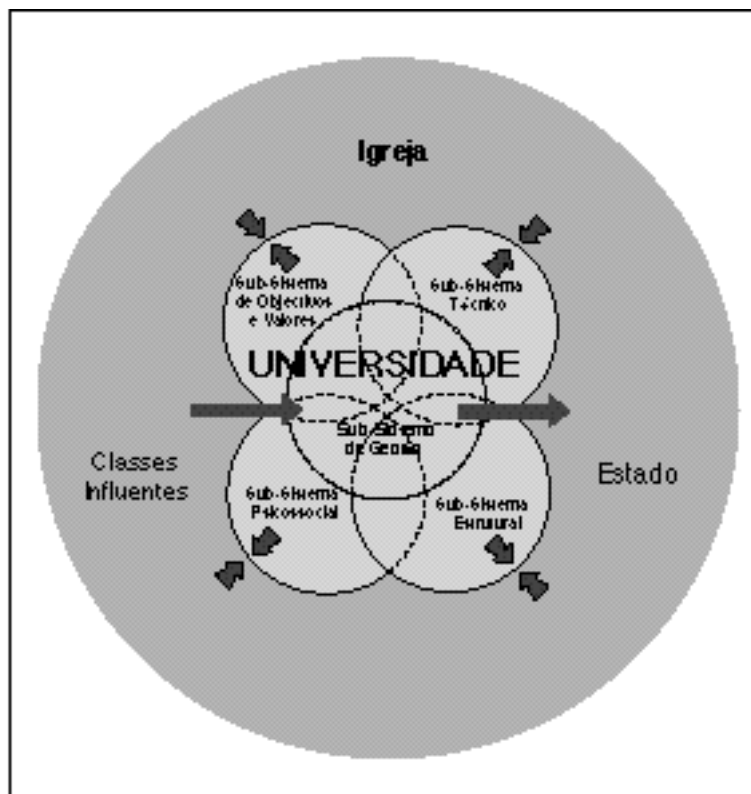 Igreja
Sub-Sistema
de Objectivos
e Valores
Sub-Sistema
Técnico
UNIVERSIDADE
Sub-Sistema
de Gestão
Classes
Influentes
Estado
Sub-Sistema
Psicossocial
Sub-Sistema
Estrutural